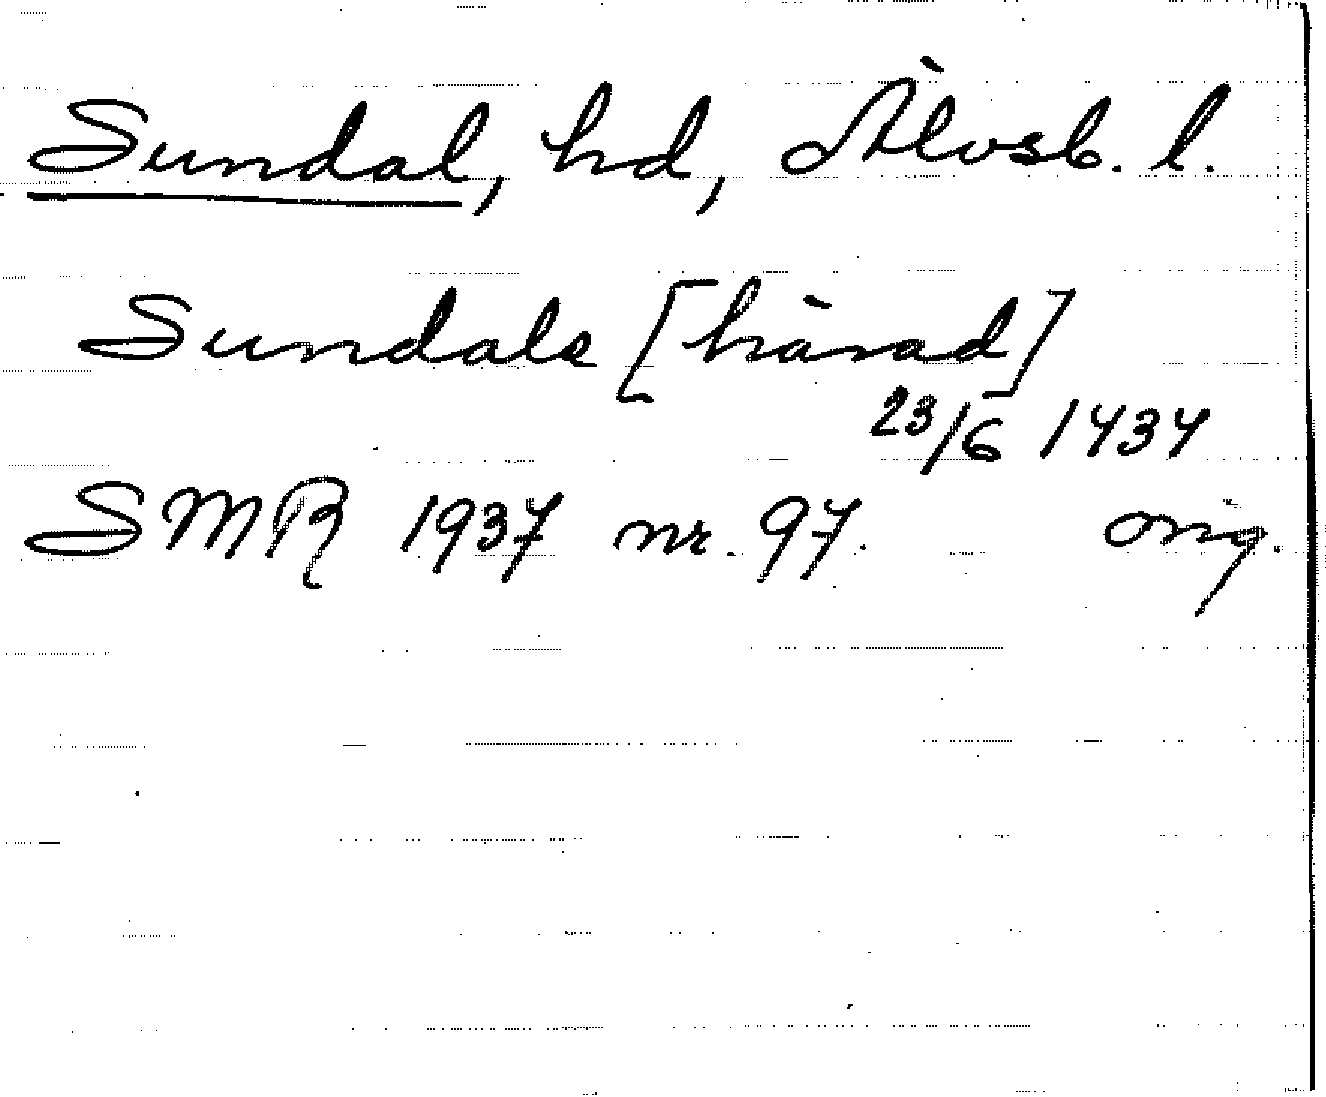 Sundal, hd, Älvsb. l.
Sundals [härad]
23/6 1434
SMR 1937 nr. 97. orig.